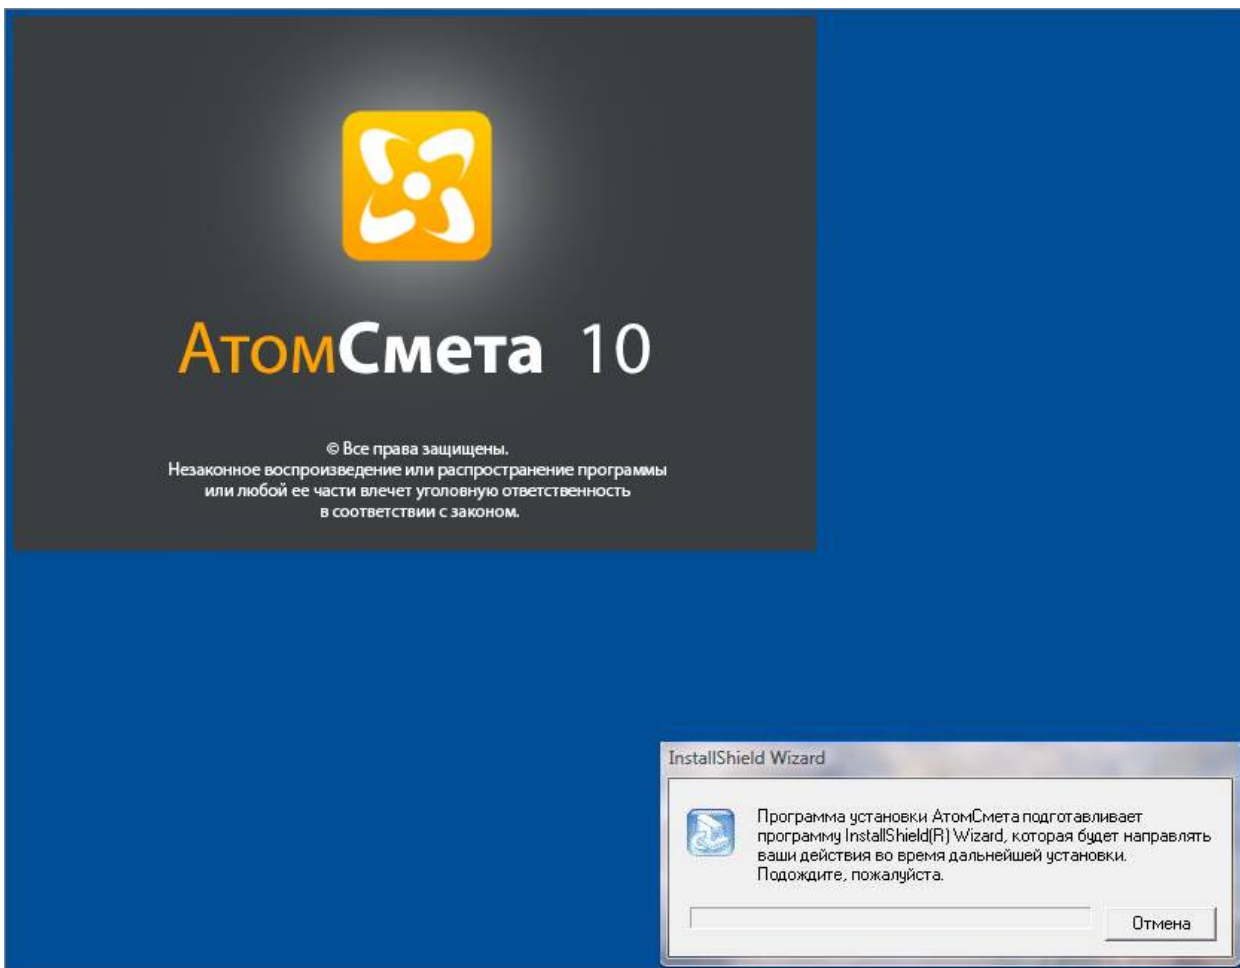 АтомСмета 10
© Все права защищены.
Незаконное воспроизведение или распространение программы
или любой ее части влечет уголовную ответственность
в соответствии с законом.
InstallShield Wizard
Программа установки АтомСмета подготавливает
программу InstallShield(R) Wizard, которая будет направлять
ваши действия во время дальнейшей установки.
Подождите, пожалуйста.
Отмена